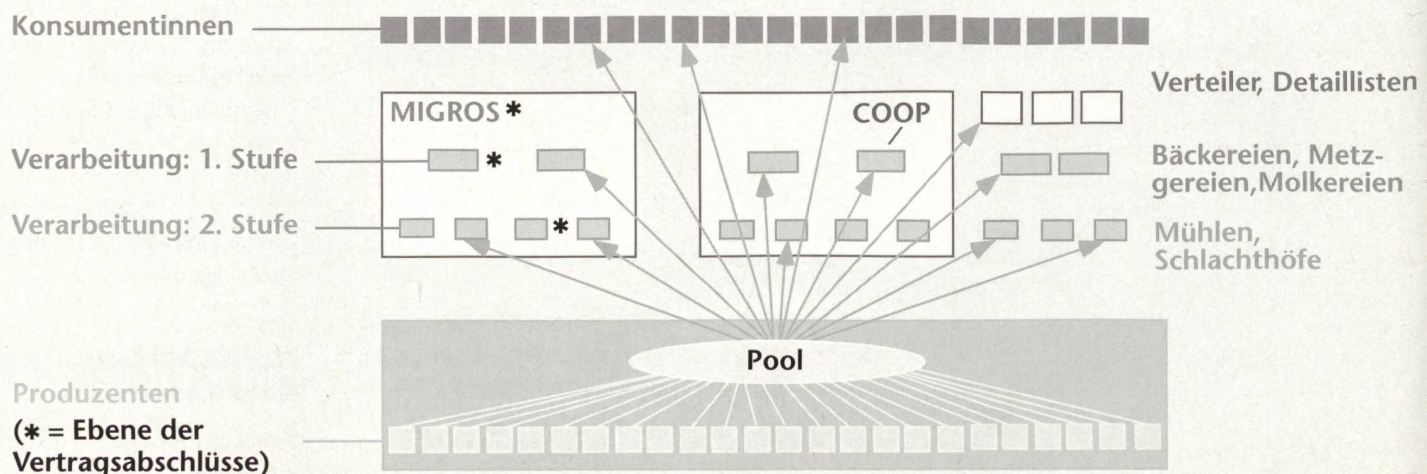 Konsumentinnen
Verteiler, Detaillisten
MIGROS *
COOP
Verarbeitung: 1. Stufe
*
Bäckereien, Metz-
gereien,Molkereien
Verarbeitung: 2. Stufe
*
Mühlen,
Schlachthöfe
Pool
Produzenten
(* = Ebene der
Vertragsabschlüsse)